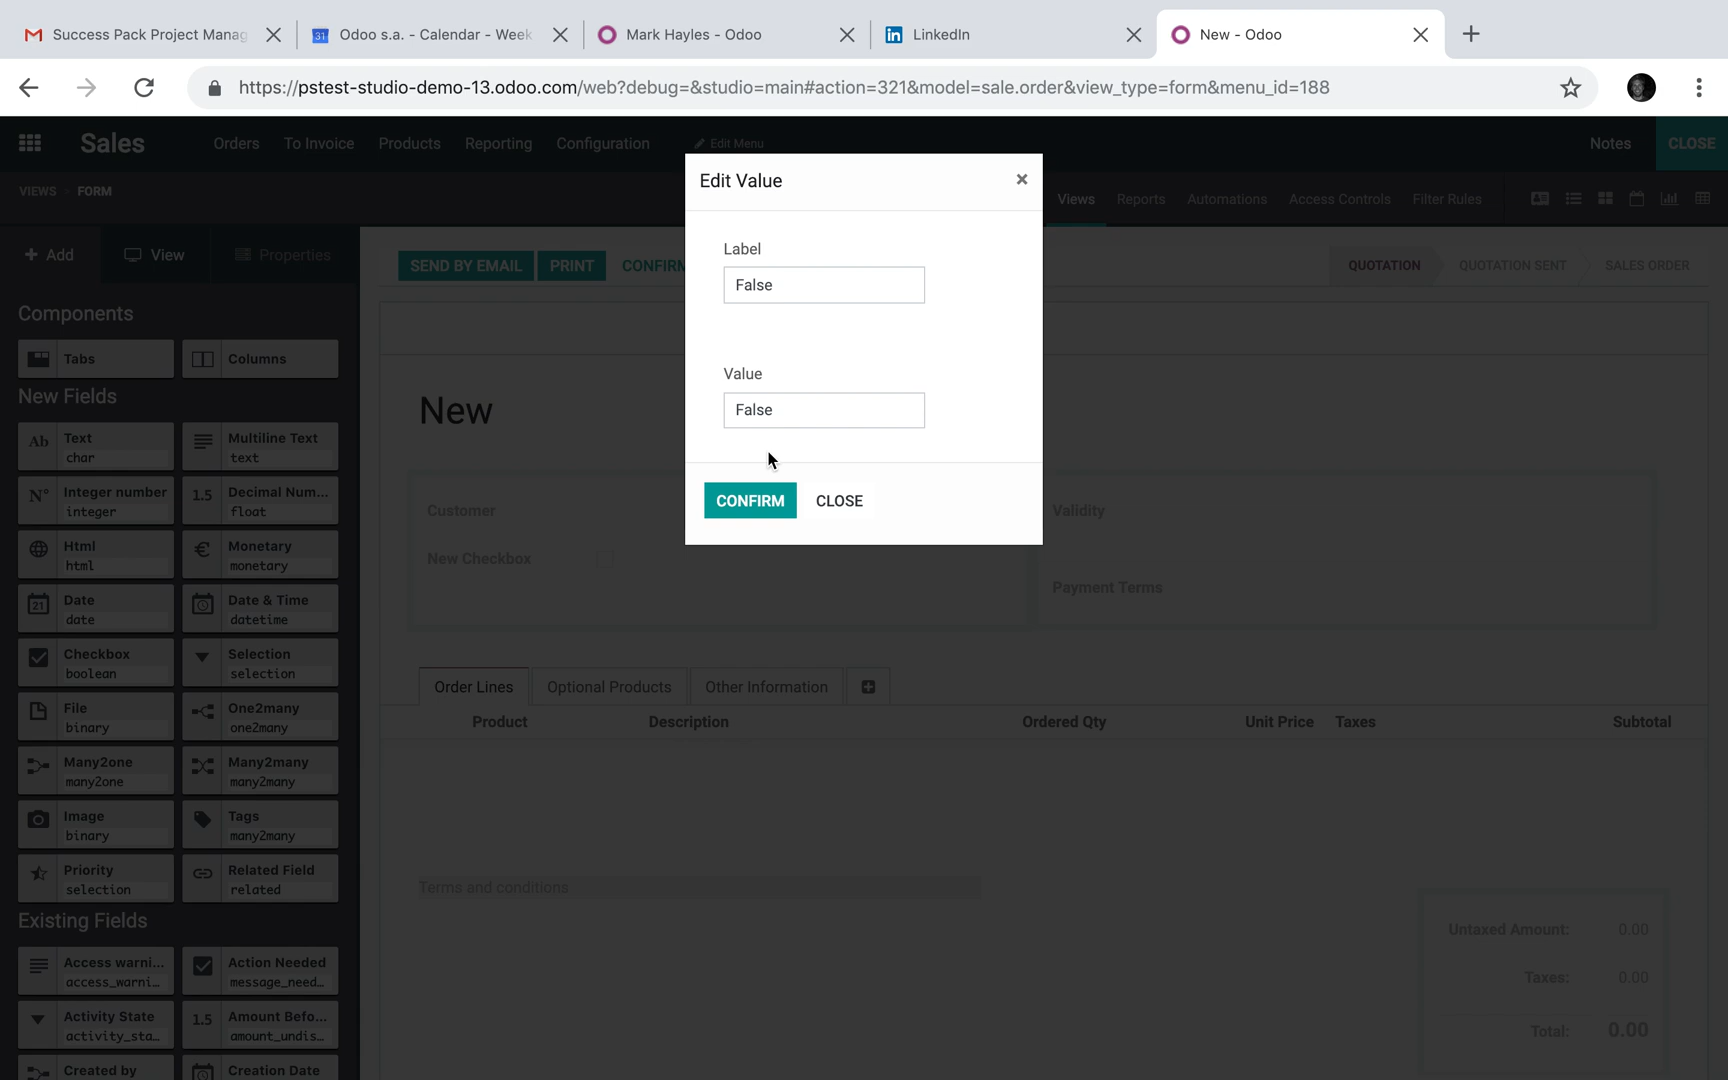 Success Pack Project Manag
Odoo s.a. - Calendar - Week
Mark Hayles - Odoo
LinkedIn
New - Odoo
https://pstest-studio-demo-13.odoo.com/web?debug=&studio=main#action=321&model=sale.order&view_type=form&menu_id=188
Sales
Orders
To Invoice
Products
Reporting
Configuration
Edit Menu
Notes
CLOSE
VIEWS > FORM
Views
Reports
Automations
Access Controls
Filter Rules
Add
View
Properties
Components
Tabs
Columns
New Fields
Text
char
Multiline Text
text
Integer number
integer
Decimal Num...
float
Html
html
Monetary
monetary
Date
date
Date & Time
datetime
Checkbox
boolean
Selection
selection
File
binary
One2many
one2many
Many2one
many2one
Many2many
many2many
Image
binary
Tags
many2many
Priority
selection
Related Field
related
Existing Fields
Access warni...
access_warni…
Action Needed
message_need…
Activity State
activity_sta…
Amount Befo...
amount_undis…
Created by
Creation Date
SEND BY EMAIL
PRINT
CONFIRM
QUOTATION
QUOTATION SENT
SALES ORDER
New
Customer
New Checkbox
Validity
Payment Terms
Order Lines
Optional Products
Other Information
Product
Description
Ordered Qty
Unit Price
Taxes
Subtotal
Terms and conditions
Untaxed Amount: 0.00
Taxes: 0.00
Total: 0.00
Edit Value
×
Label
False
Value
False
CONFIRM
CLOSE